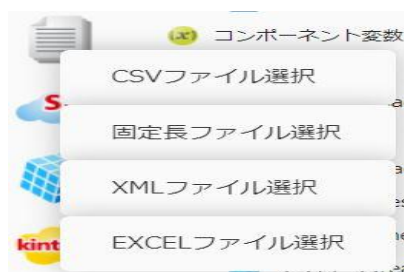 (x) コンポーネント変数
CSVファイル選択
固定長ファイル選択
XMLファイル選択
EXCELファイル選択
kint